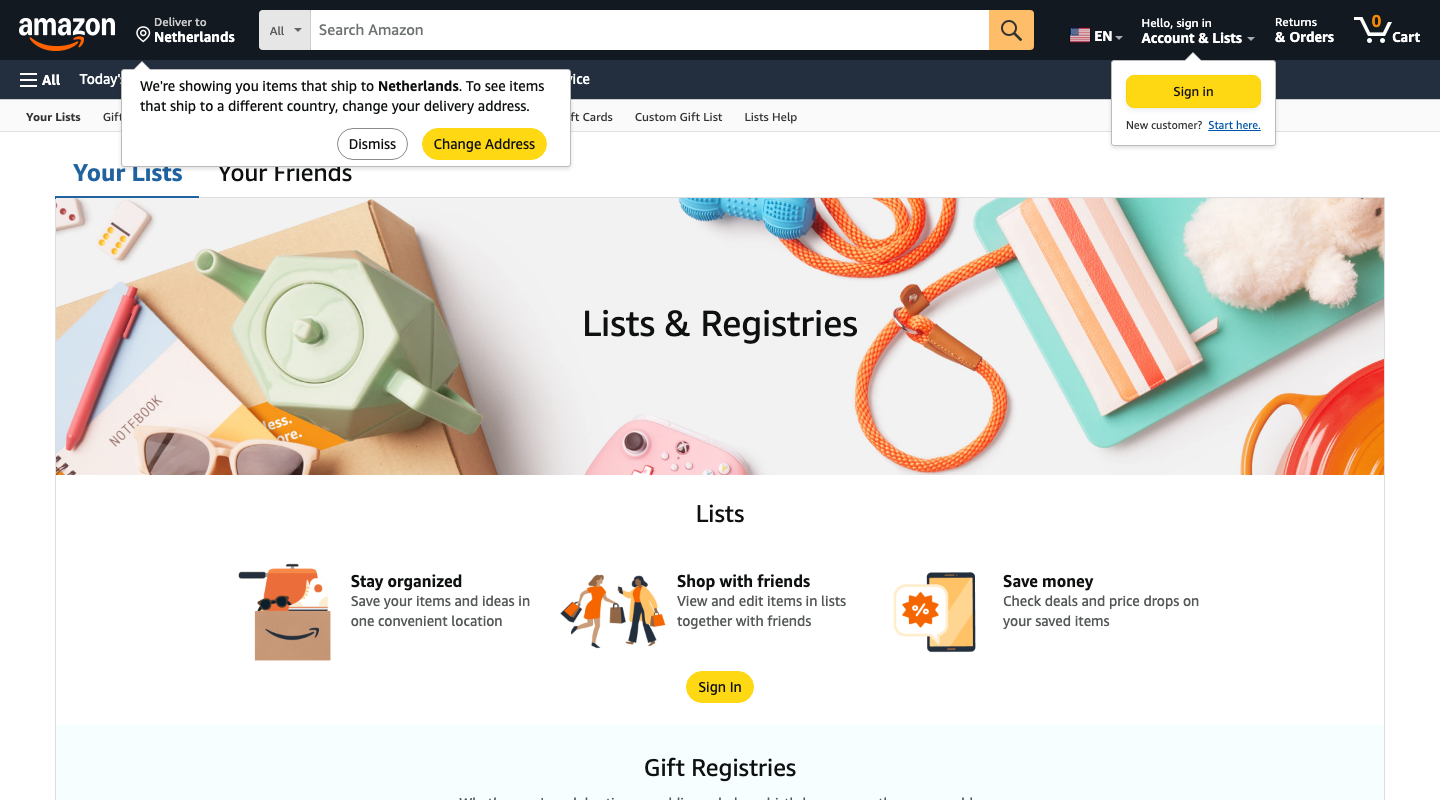 amazon
Deliver to
Netherlands
All
Search Amazon
EN
Hello, sign in
Account & Lists
Returns
& Orders
0
Cart
All
Today's
We're showing you items that ship to Netherlands. To see items
that ship to a different country, change your delivery address.
Dismiss
Change Address
Sign in
New customer? Start here.
Your Lists
Cards
Custom Gift List
Lists Help
Your Lists
Your Friends
Lists & Registries
NOTEBOOK
less.
Lists
Stay organized
Save your items and ideas in
one convenient location
Shop with friends
View and edit items in lists
together with friends
%
Save money
Check deals and price drops on
your saved items
Sign In
Gift Registries